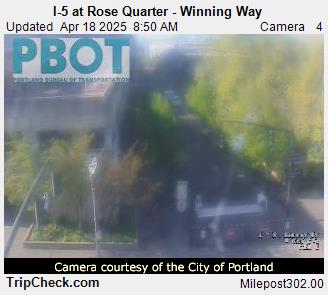 I-5 at Rose Quarter - Winning Way
Updated Apr 18 2025 8:50 AM Camera 4
PBOT
PORTLAND BUREAU OF TRANSPORTATION
Camera courtesy of the City of Portland
TripCheck.com Milepost302.00